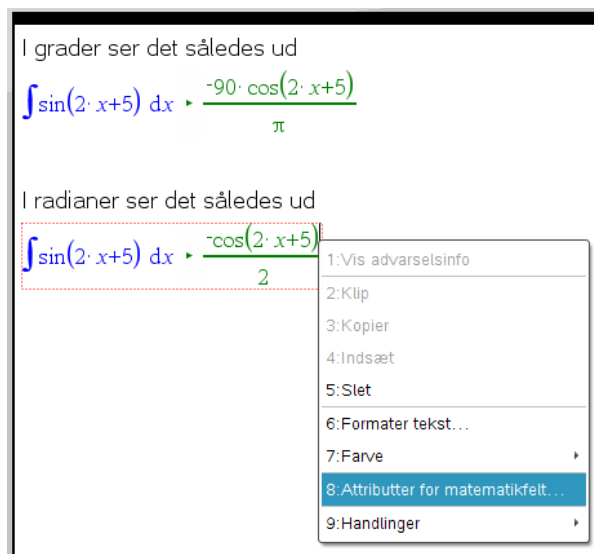 I grader ser det således ud
∫sin(2·x+5) dx ▸ -90·cos(2·x+5)/π
I radianer ser det således ud
∫sin(2·x+5) dx ▸ -cos(2·x+5)/2
1:Vis advarselsinfo
2:Klip
3:Kopier
4:Indsæt
5:Slet
6:Formater tekst...
7:Farve
8:Attributter for matematikfelt...
9:Handlinger